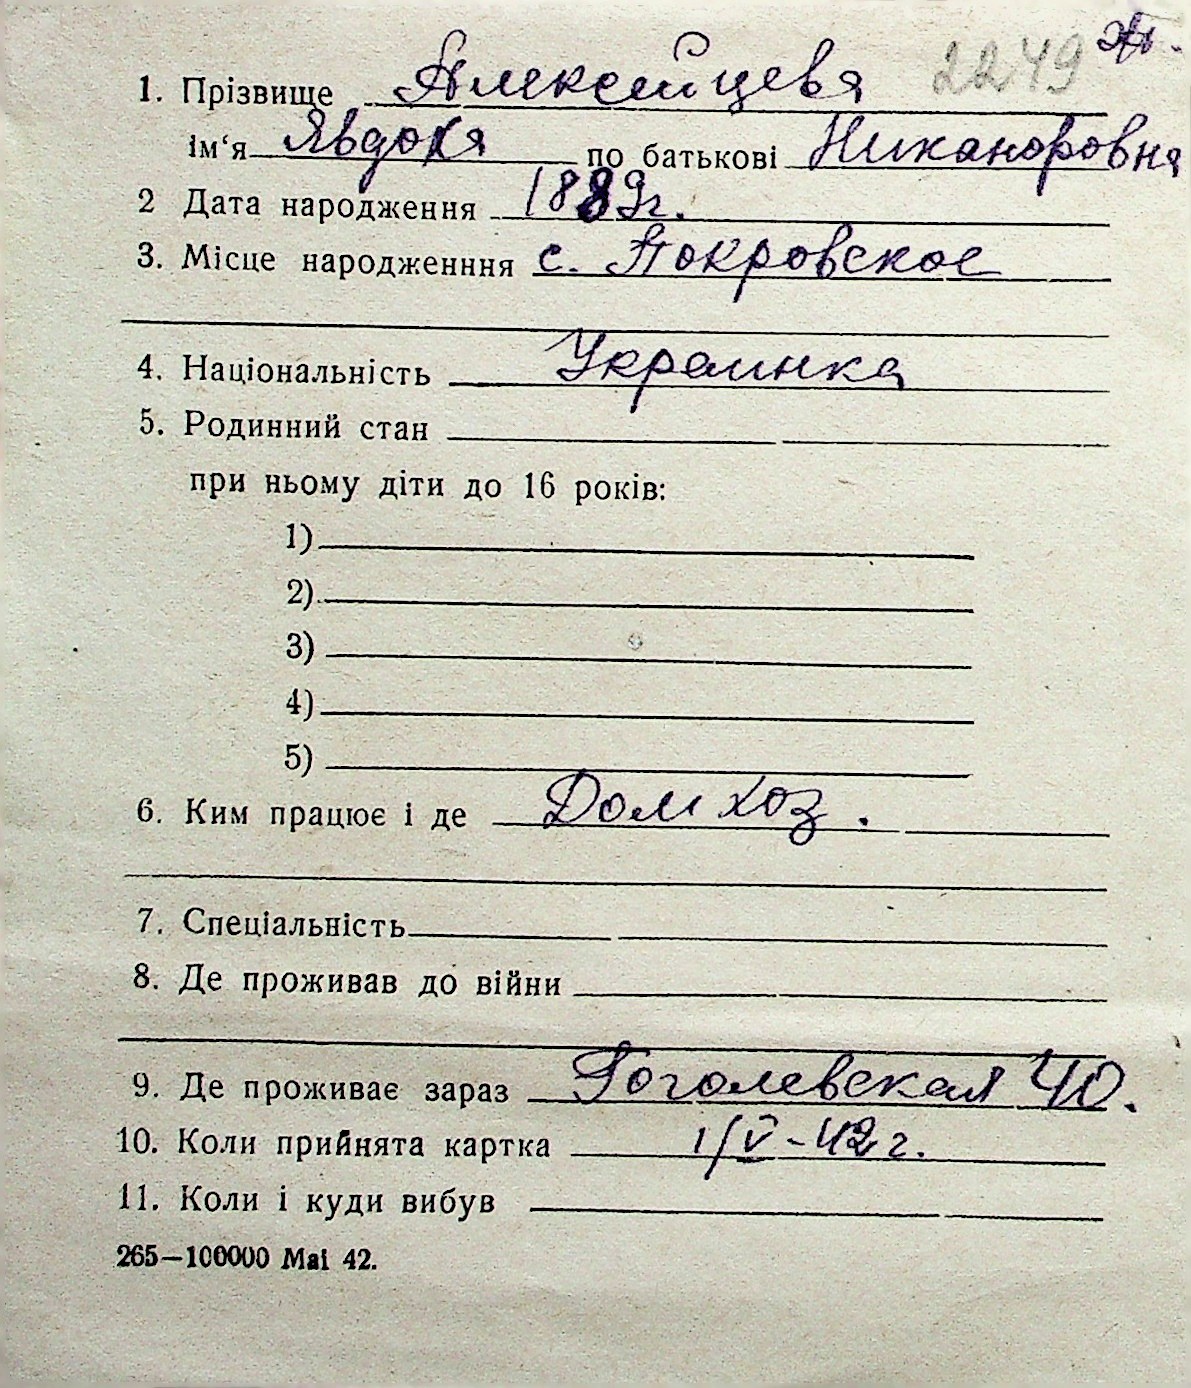 2249
1. Прізвище Алексейцева
ім‘я Явдохя по батькові Никаноровна
2 Дата народження 1889г.
3. Місце народженння с. Покровское
4. Національність Украинка
5. Родинний стан
при ньому діти до 16 років:
1)
2)
3)
4)
5)
6. Ким працює і де Дом хоз.
7. Спеціальність
8. Де проживав до війни
9. Де проживає зараз Гоголевская 40.
10. Коли прийнята картка 1/V-42 г.
11. Коли і куди вибув
265—100000 Mai 42.